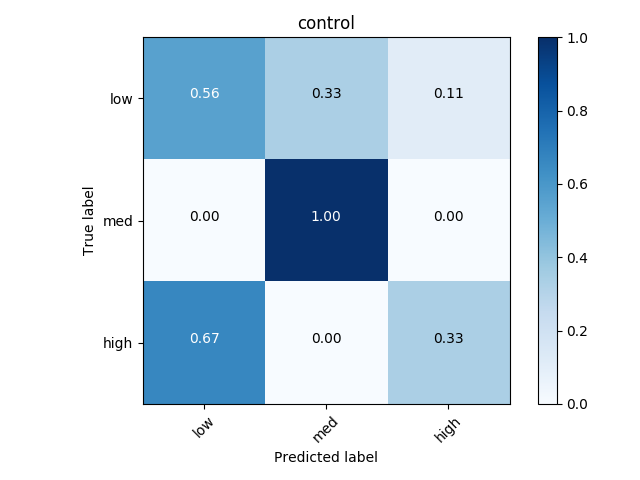 control
True label
low 0.56 0.33 0.11
med 0.00 1.00 0.00
high 0.67 0.00 0.33
low med high
Predicted label
1.0
0.8
0.6
0.4
0.2
0.0